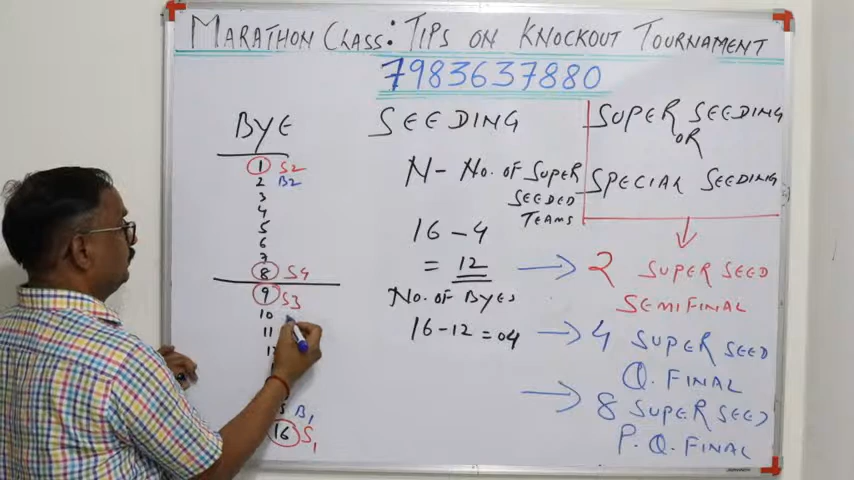 MARATHON CLASS: TIPS ON KNOCKOUT TOURNAMENT
7983637880
BYE
1 S2
2 B2
3
4
5
6
7
8 S4
9 S3
10
11
B1
16 S1
SEEDING
N - NO. OF SUPER
SEEDED
TEAMS
16 - 4
= 12
NO. OF BYES
16 - 12 = 04
SUPER SEEDING
OR
SPECIAL SEEDING
2 SUPER SEED
SEMIFINAL
4 SUPER SEED
Q. FINAL
8 SUPER SEED
P. Q. FINAL